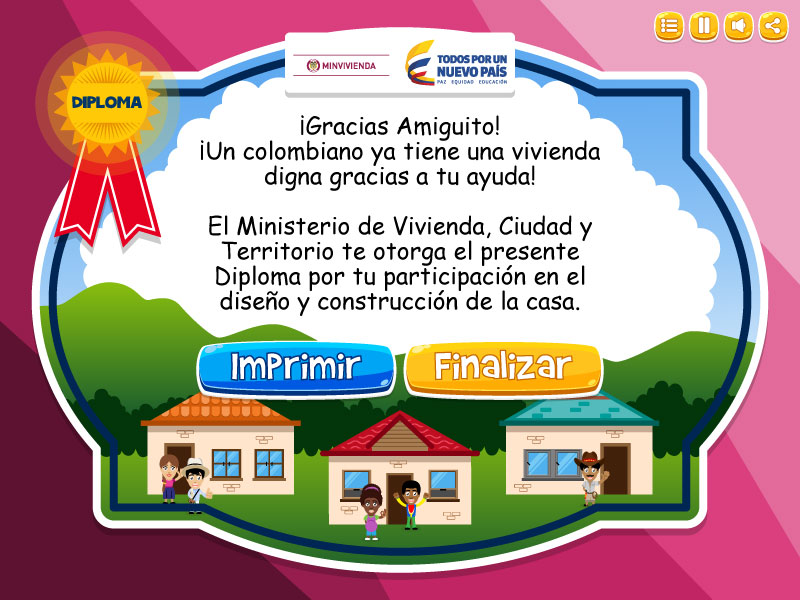 MINVIVIENDA
TODOS POR UN
NUEVO PAÍS
PAZ EQUIDAD EDUCACIÓN
DIPLOMA
¡Gracias Amiguito!
¡Un colombiano ya tiene una vivienda
digna gracias a tu ayuda!
El Ministerio de Vivienda, Ciudad y
Territorio te otorga el presente
Diploma por tu participación en el
diseño y construcción de la casa.
Imprimir
Finalizar